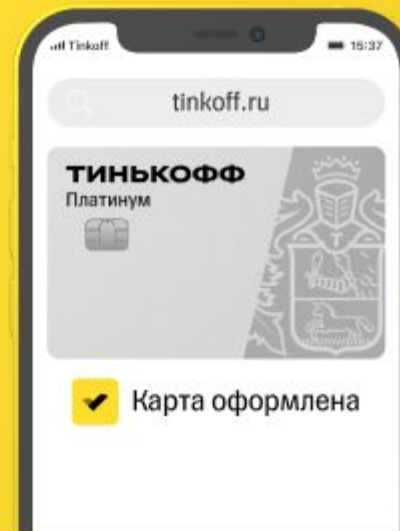 Tinkoff 15:37
tinkoff.ru
ТИНЬКОФФ
Платинум
Т
Карта оформлена